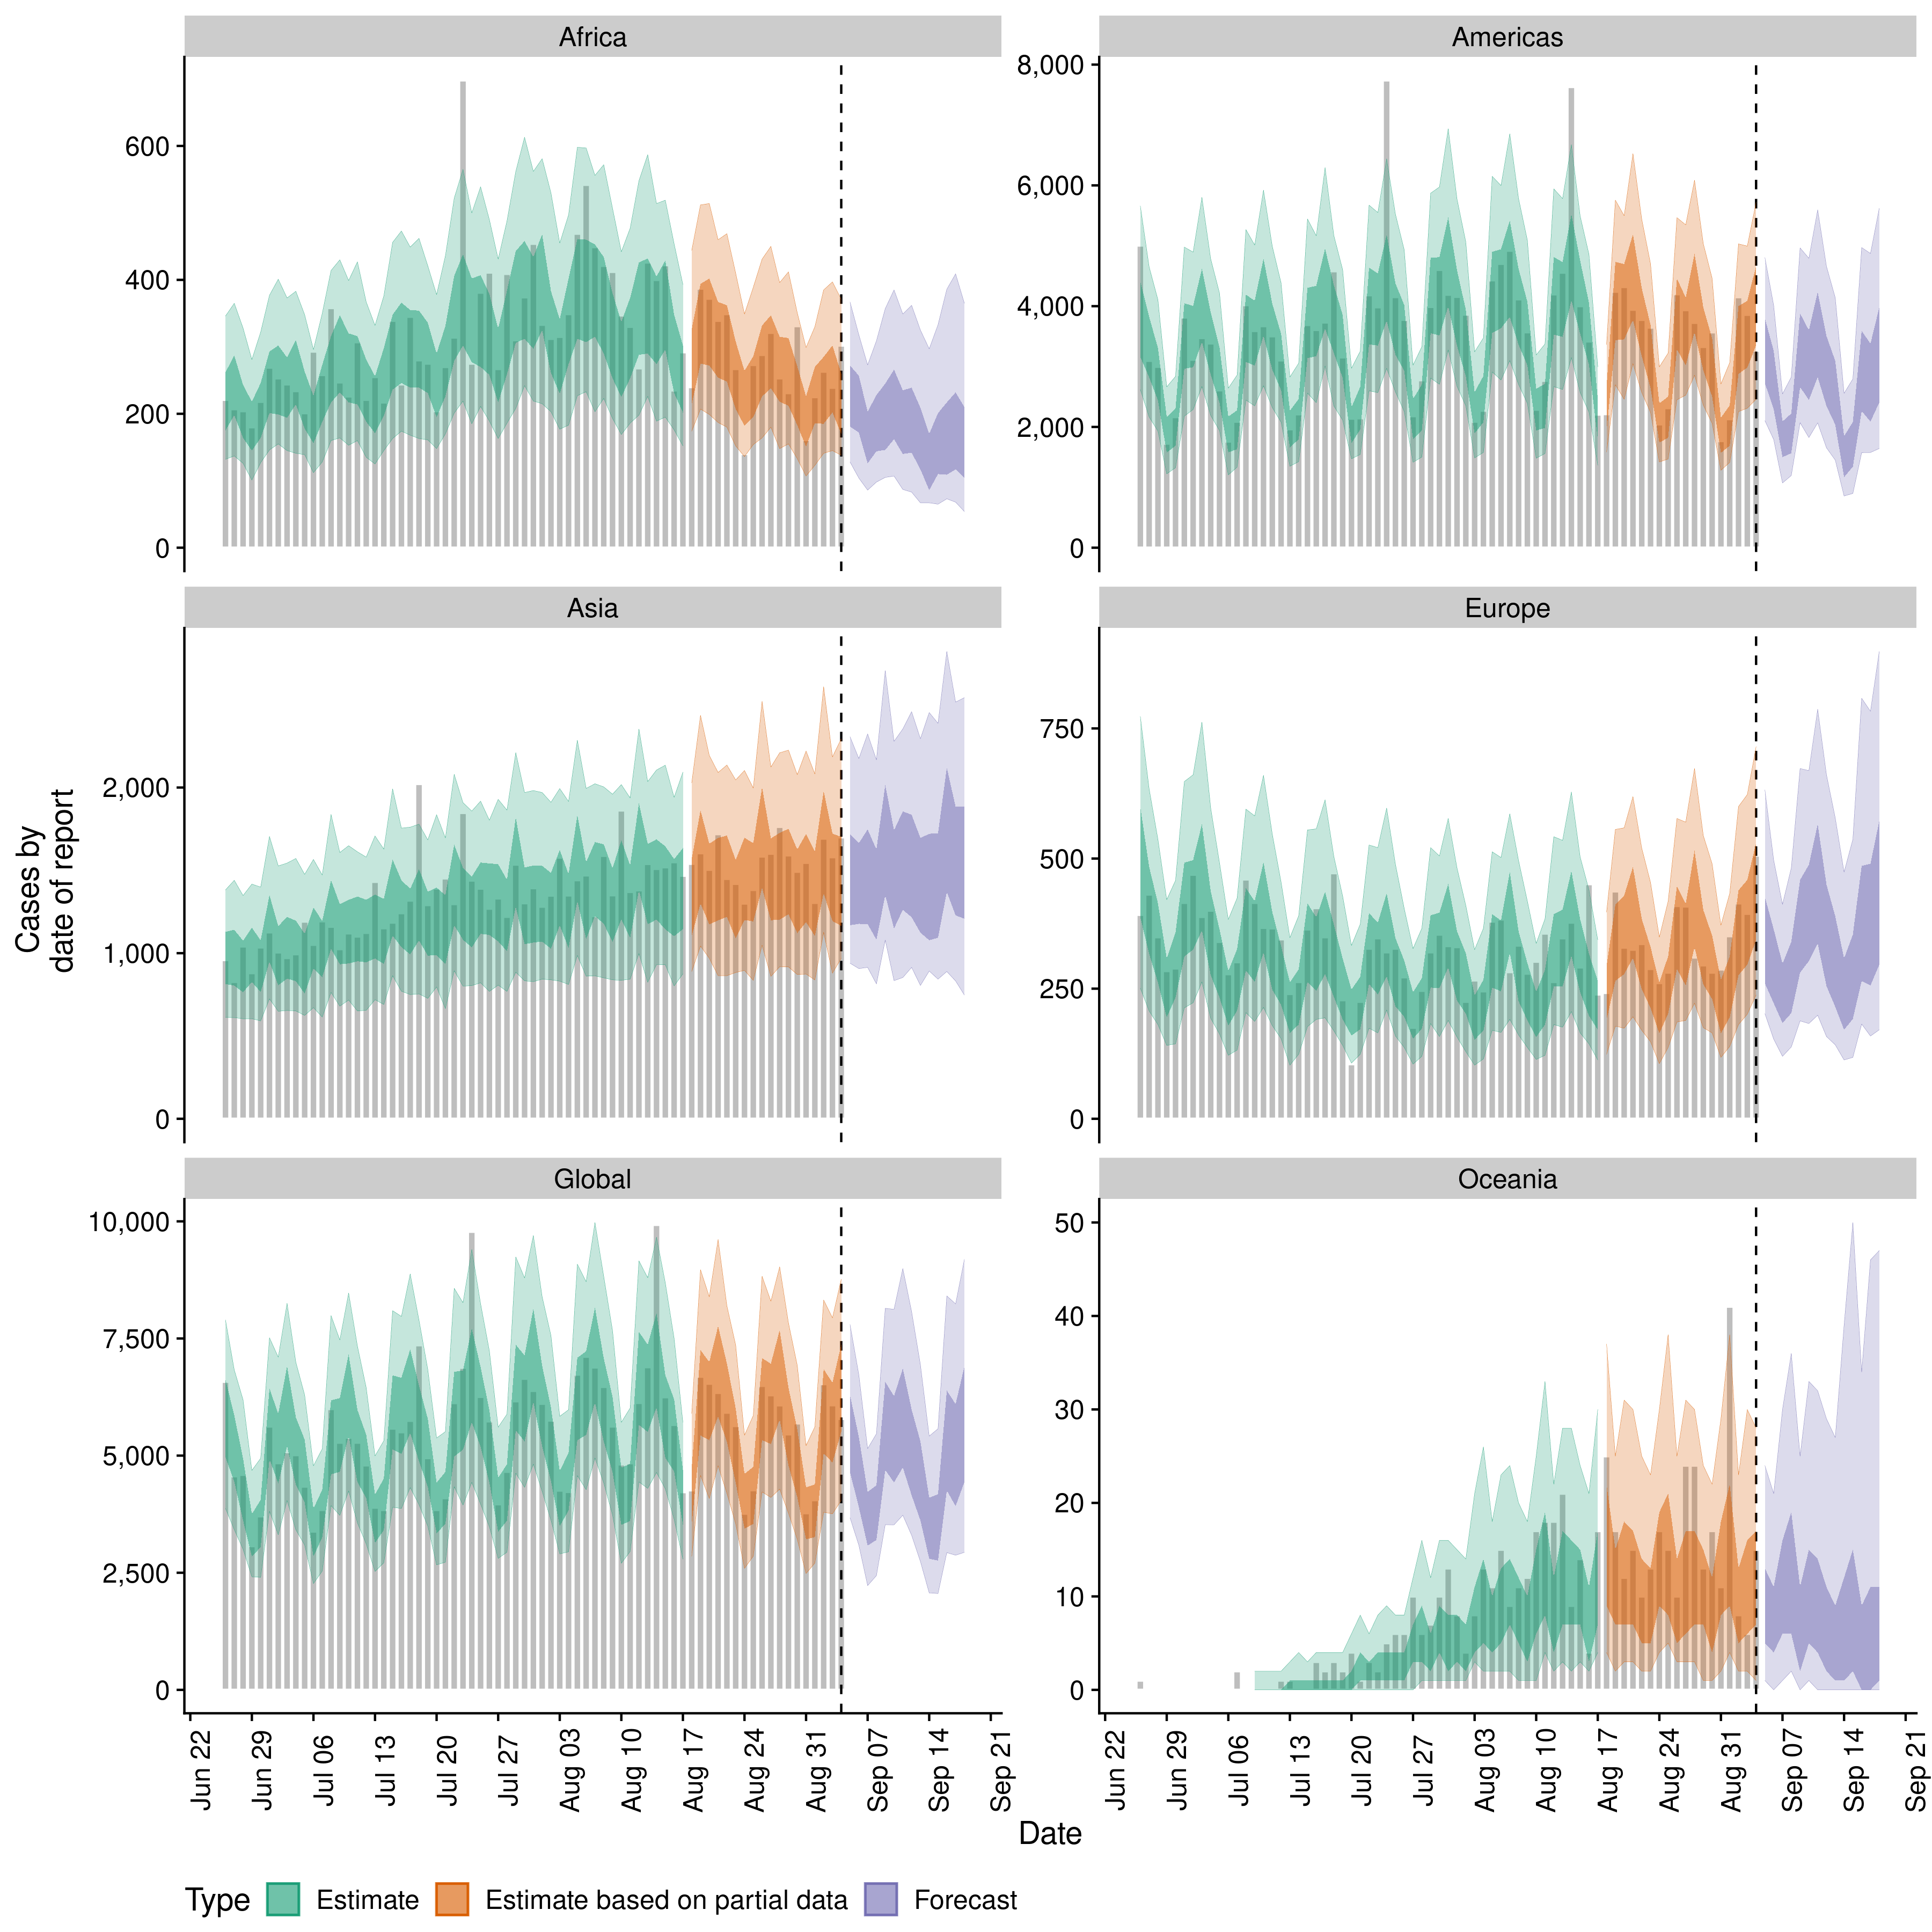 Cases by
date of report
Africa
600
400
200
0
Americas
8,000
6,000
4,000
2,000
0
Asia
2,000
1,000
0
Europe
750
500
250
0
Global
10,000
7,500
5,000
2,500
0
Oceania
50
40
30
20
10
0
Jun 22
Jun 29
Jul 06
Jul 13
Jul 20
Jul 27
Aug 03
Aug 10
Aug 17
Aug 24
Aug 31
Sep 07
Sep 14
Sep 21
Jun 22
Jun 29
Jul 06
Jul 13
Jul 20
Jul 27
Aug 03
Aug 10
Aug 17
Aug 24
Aug 31
Sep 07
Sep 14
Sep 21
Date
Type Estimate Estimate based on partial data Forecast